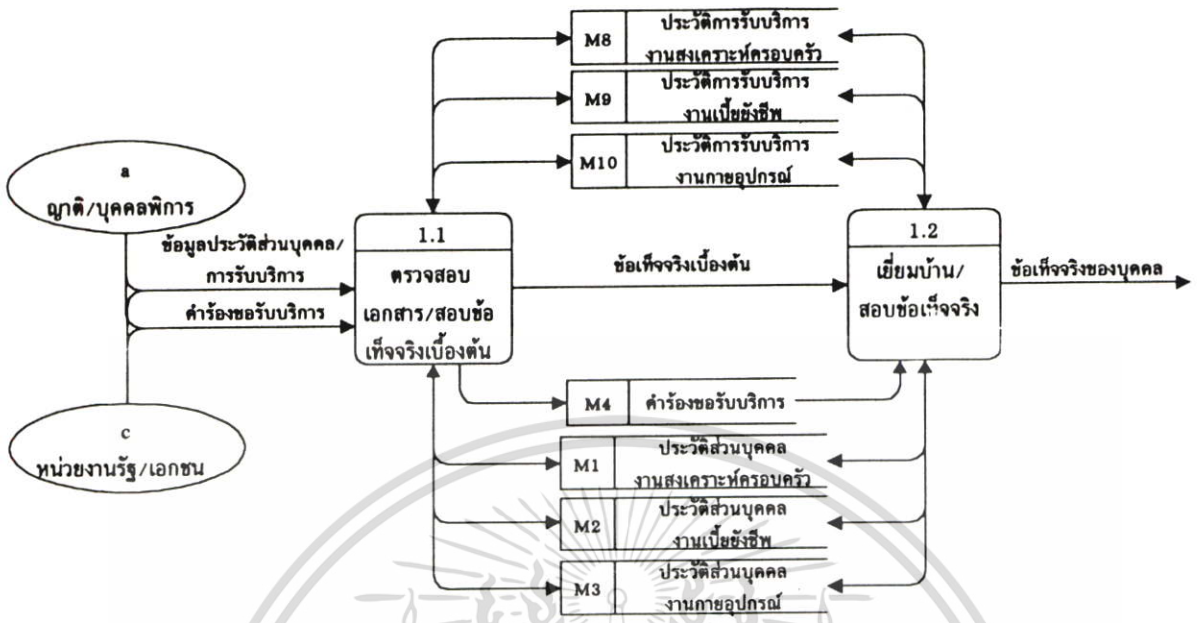 M8
ประวัติการรับบริการ
งานสงเคราะห์ครอบครัว
M9
ประวัติการรับบริการ
งานเบี้ยยังชีพ
M10
ประวัติการรับบริการ
งานกายอุปกรณ์
a
ญาติ/บุคคลพิการ
ข้อมูลประวัติส่วนบุคคล/
การรับบริการ
คำร้องขอรับบริการ
1.1
ตรวจสอบ
เอกสาร/สอบข้อ
เท็จจริงเบื้องต้น
ข้อเท็จจริงเบื้องต้น
1.2
เยี่ยมบ้าน/
สอบข้อเท็จจริง
ข้อเท็จจริงของบุคคล
c
หน่วยงานรัฐ/เอกชน
M4
คำร้องขอรับบริการ
M1
ประวัติส่วนบุคคล
งานสงเคราะห์ครอบครัว
M2
ประวัติส่วนบุคคล
งานเบี้ยยังชีพ
M3
ประวัติส่วนบุคคล
งานกายอุปกรณ์